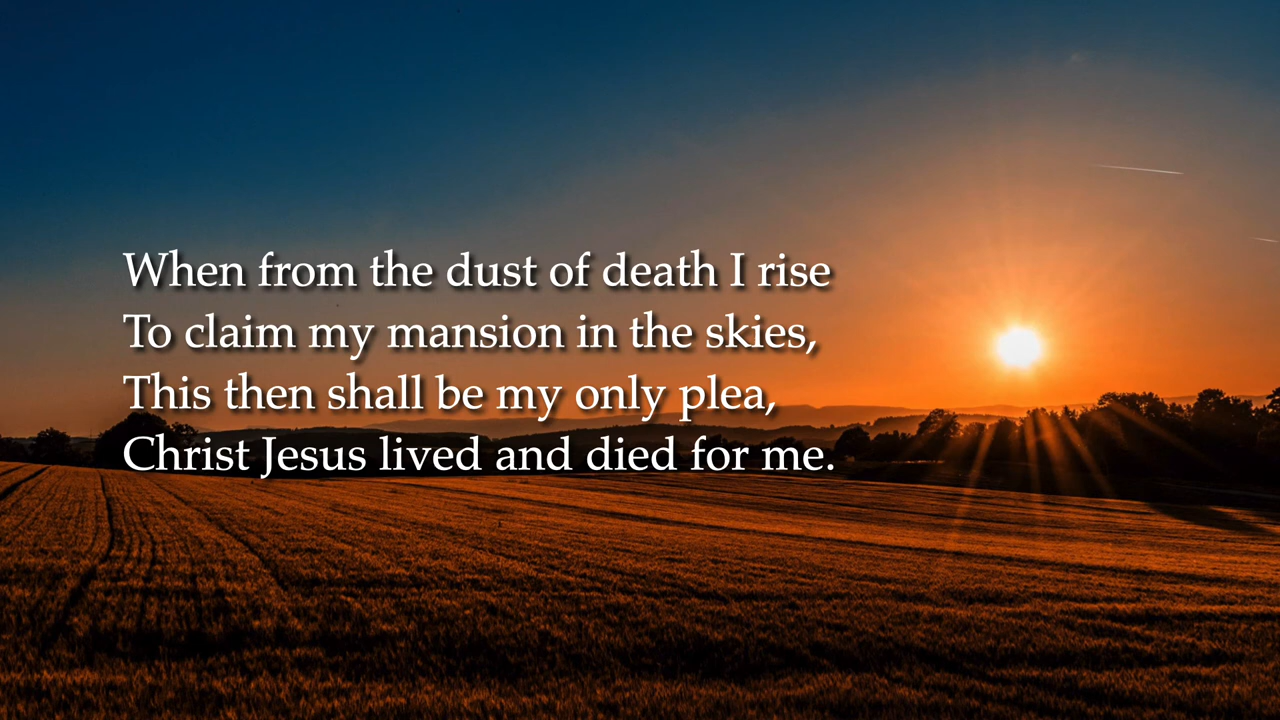 When from the dust of death I rise
To claim my mansion in the skies,
This then shall be my only plea,
Christ Jesus lived and died for me.